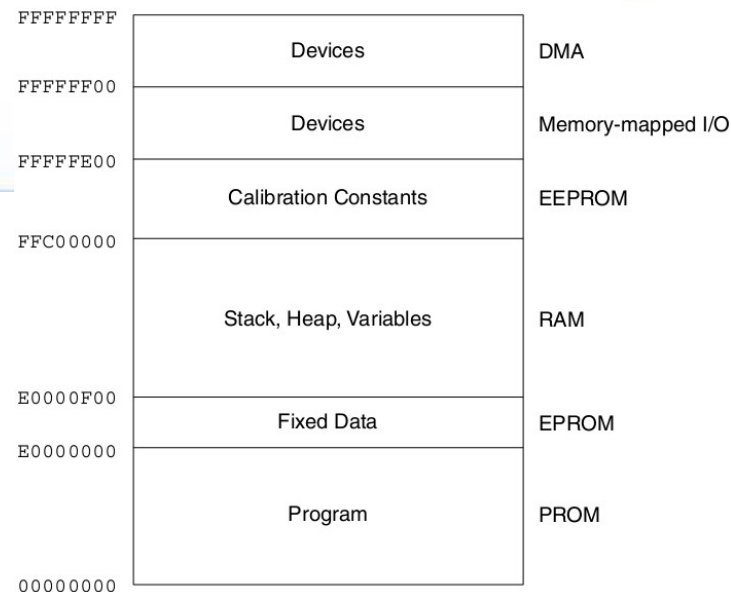 FFFFFFFF
Devices DMA
FFFFFF00
Devices Memory-mapped I/O
FFFFFE00
Calibration Constants EEPROM
FFC00000
Stack, Heap, Variables RAM
E0000F00
Fixed Data EPROM
E0000000
Program PROM
00000000